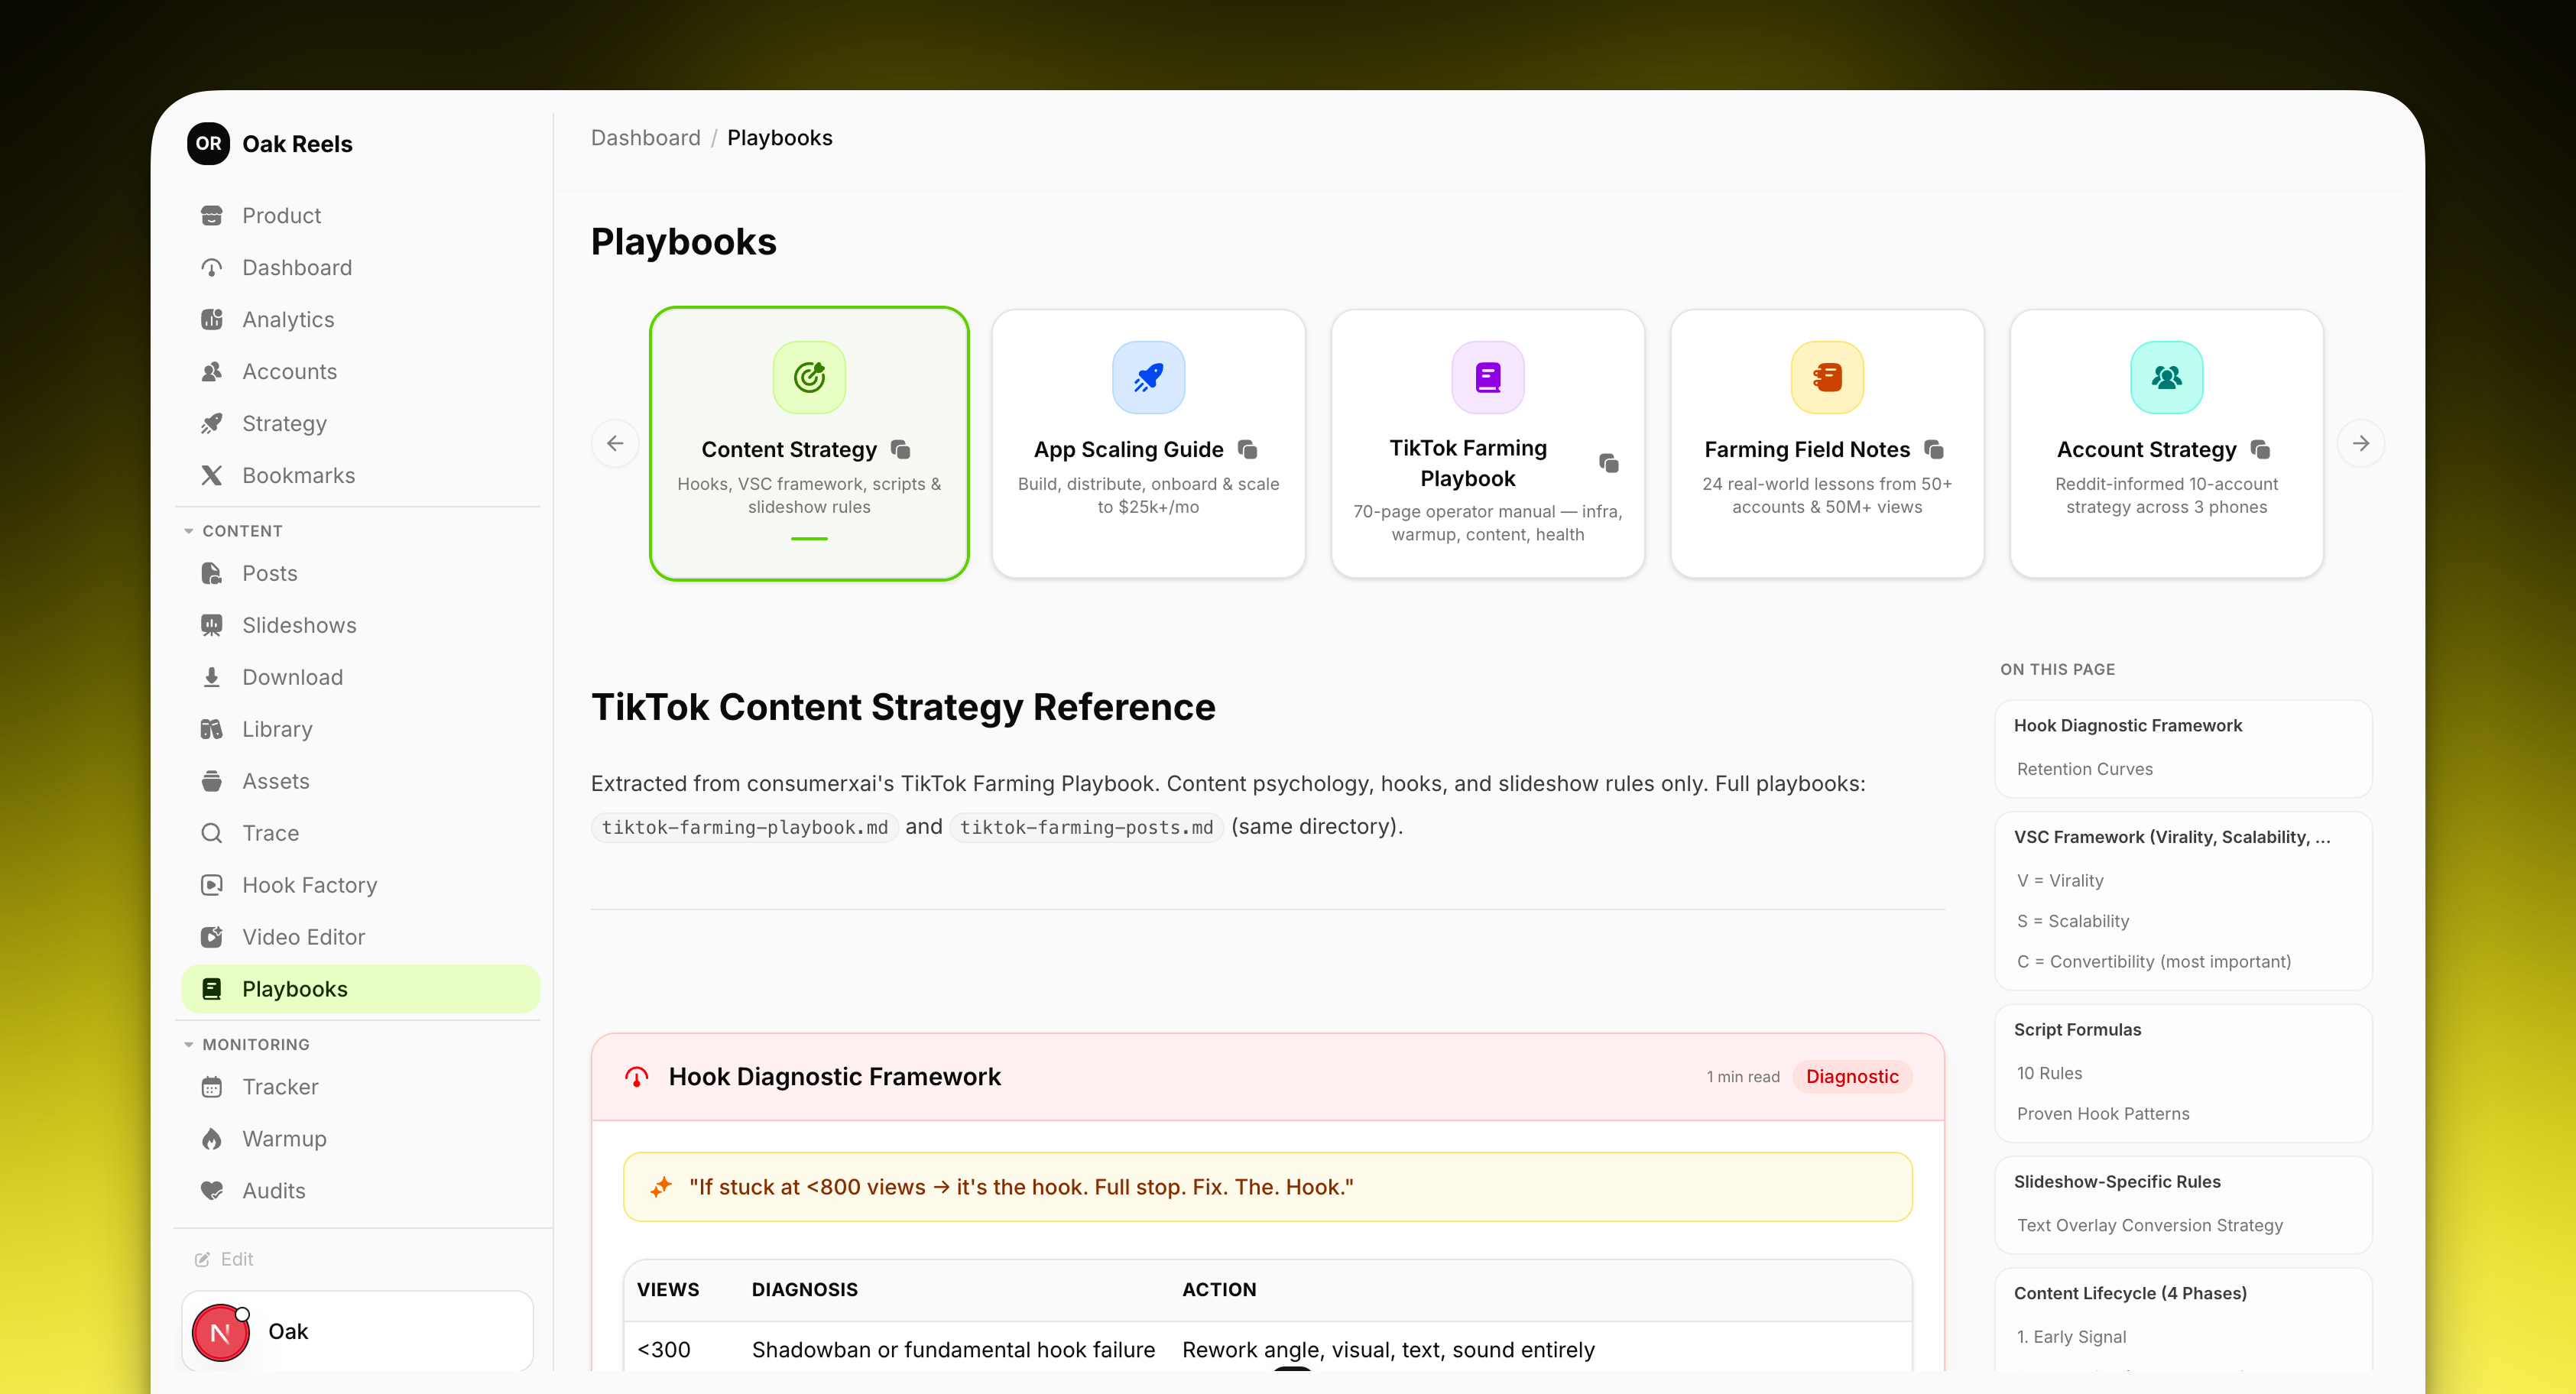 OR Oak Reels
Product
Dashboard
Analytics
Accounts
Strategy
Bookmarks
CONTENT
Posts
Slideshows
Download
Library
Assets
Trace
Hook Factory
Video Editor
Playbooks
MONITORING
Tracker
Warmup
Audits
Edit
N Oak
Dashboard / Playbooks
Playbooks
Content Strategy
Hooks, VSC framework, scripts &
slideshow rules
App Scaling Guide
Build, distribute, onboard & scale
to $25k+/mo
TikTok Farming
Playbook
70-page operator manual — infra,
warmup, content, health
Farming Field Notes
24 real-world lessons from 50+
accounts & 50M+ views
Account Strategy
Reddit-informed 10-account
strategy across 3 phones
TikTok Content Strategy Reference
Extracted from consumerxai's TikTok Farming Playbook. Content psychology, hooks, and slideshow rules only. Full playbooks:
tiktok-farming-playbook.md and tiktok-farming-posts.md (same directory).
Hook Diagnostic Framework 1 min read Diagnostic
"If stuck at <800 views → it's the hook. Full stop. Fix. The. Hook."
VIEWS DIAGNOSIS ACTION
<300 Shadowban or fundamental hook failure Rework angle, visual, text, sound entirely
ON THIS PAGE
Hook Diagnostic Framework
Retention Curves
VSC Framework (Virality, Scalability, ...
V = Virality
S = Scalability
C = Convertibility (most important)
Script Formulas
10 Rules
Proven Hook Patterns
Slideshow-Specific Rules
Text Overlay Conversion Strategy
Content Lifecycle (4 Phases)
1. Early Signal